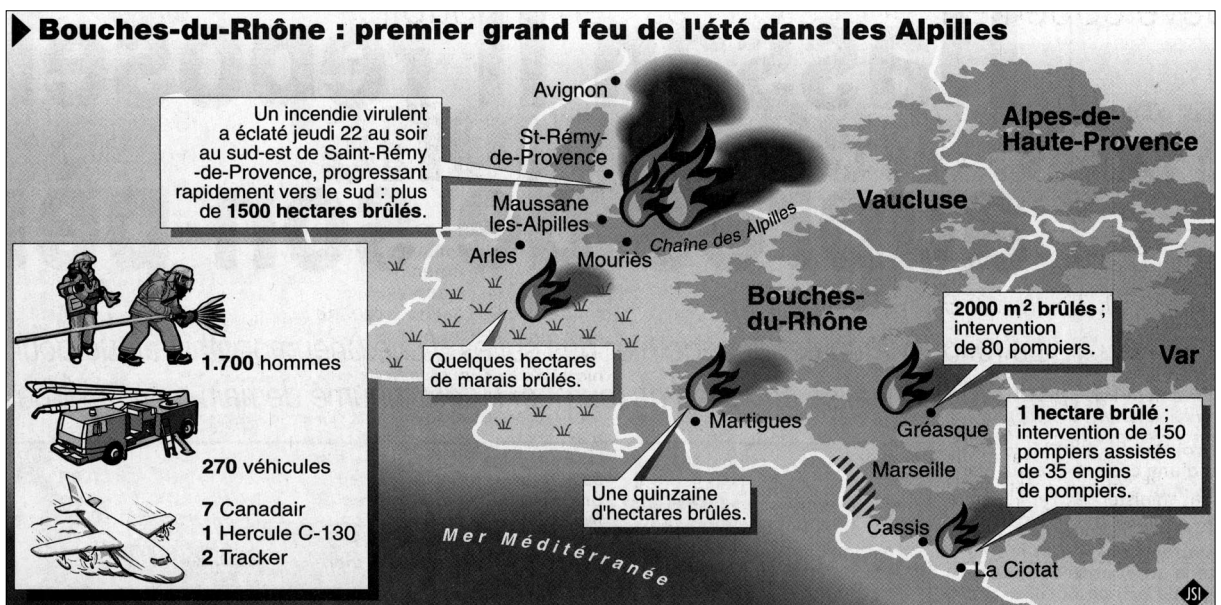 Bouches-du-Rhône : premier grand feu de l'été dans les Alpilles
Un incendie virulent
a éclaté jeudi 22 au soir
au sud-est de Saint-Rémy
-de-Provence, progressant
rapidement vers le sud : plus
de 1500 hectares brûlés.
Avignon
St-Rémy-
de-Provence
Maussane
les-Alpilles
Arles
Mouriès
Chaîne des Alpilles
Alpes-de-
Haute-Provence
Vaucluse
Bouches-
du-Rhône
Var
1.700 hommes
270 véhicules
7 Canadair
1 Hercule C-130
2 Tracker
Quelques hectares
de marais brûlés.
Martigues
Une quinzaine
d'hectares brûlés.
2000 m² brûlés ;
intervention
de 80 pompiers.
Gréasque
1 hectare brûlé ;
intervention de 150
pompiers assistés
de 35 engins
de pompiers.
Marseille
Cassis
La Ciotat
Mer Méditérranée
JSI